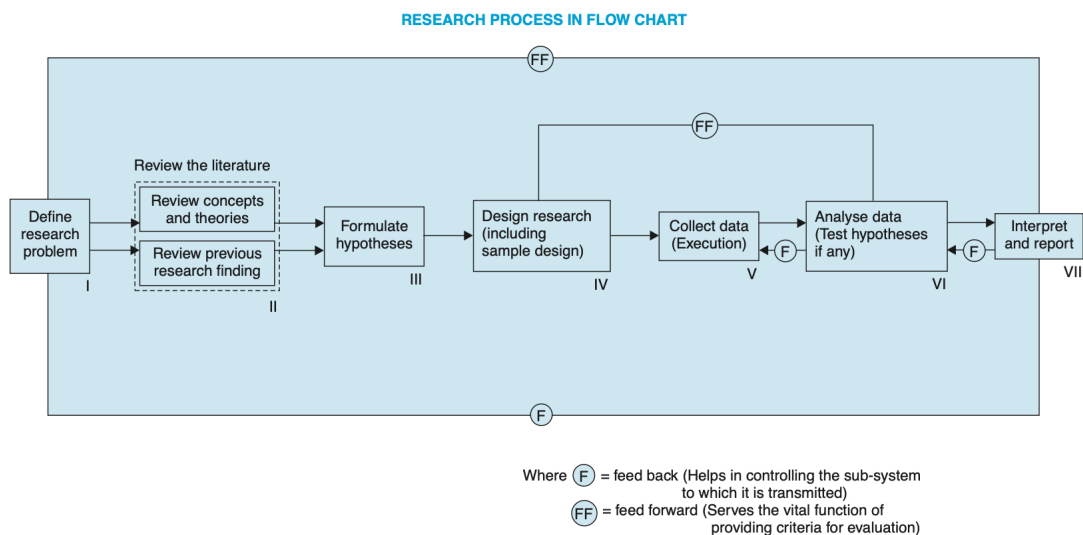 RESEARCH PROCESS IN FLOW CHART
FF
FF
Review the literature
Define
research
problem
I
Review concepts
and theories
Review previous
research finding
II
Formulate
hypotheses
III
Design research
(including
sample design)
IV
Collect data
(Execution)
V
F
Analyse data
(Test hypotheses
if any)
VI
F
Interpret
and report
VII
F
Where F = feed back (Helps in controlling the sub-system
to which it is transmitted)
FF = feed forward (Serves the vital function of
providing criteria for evaluation)